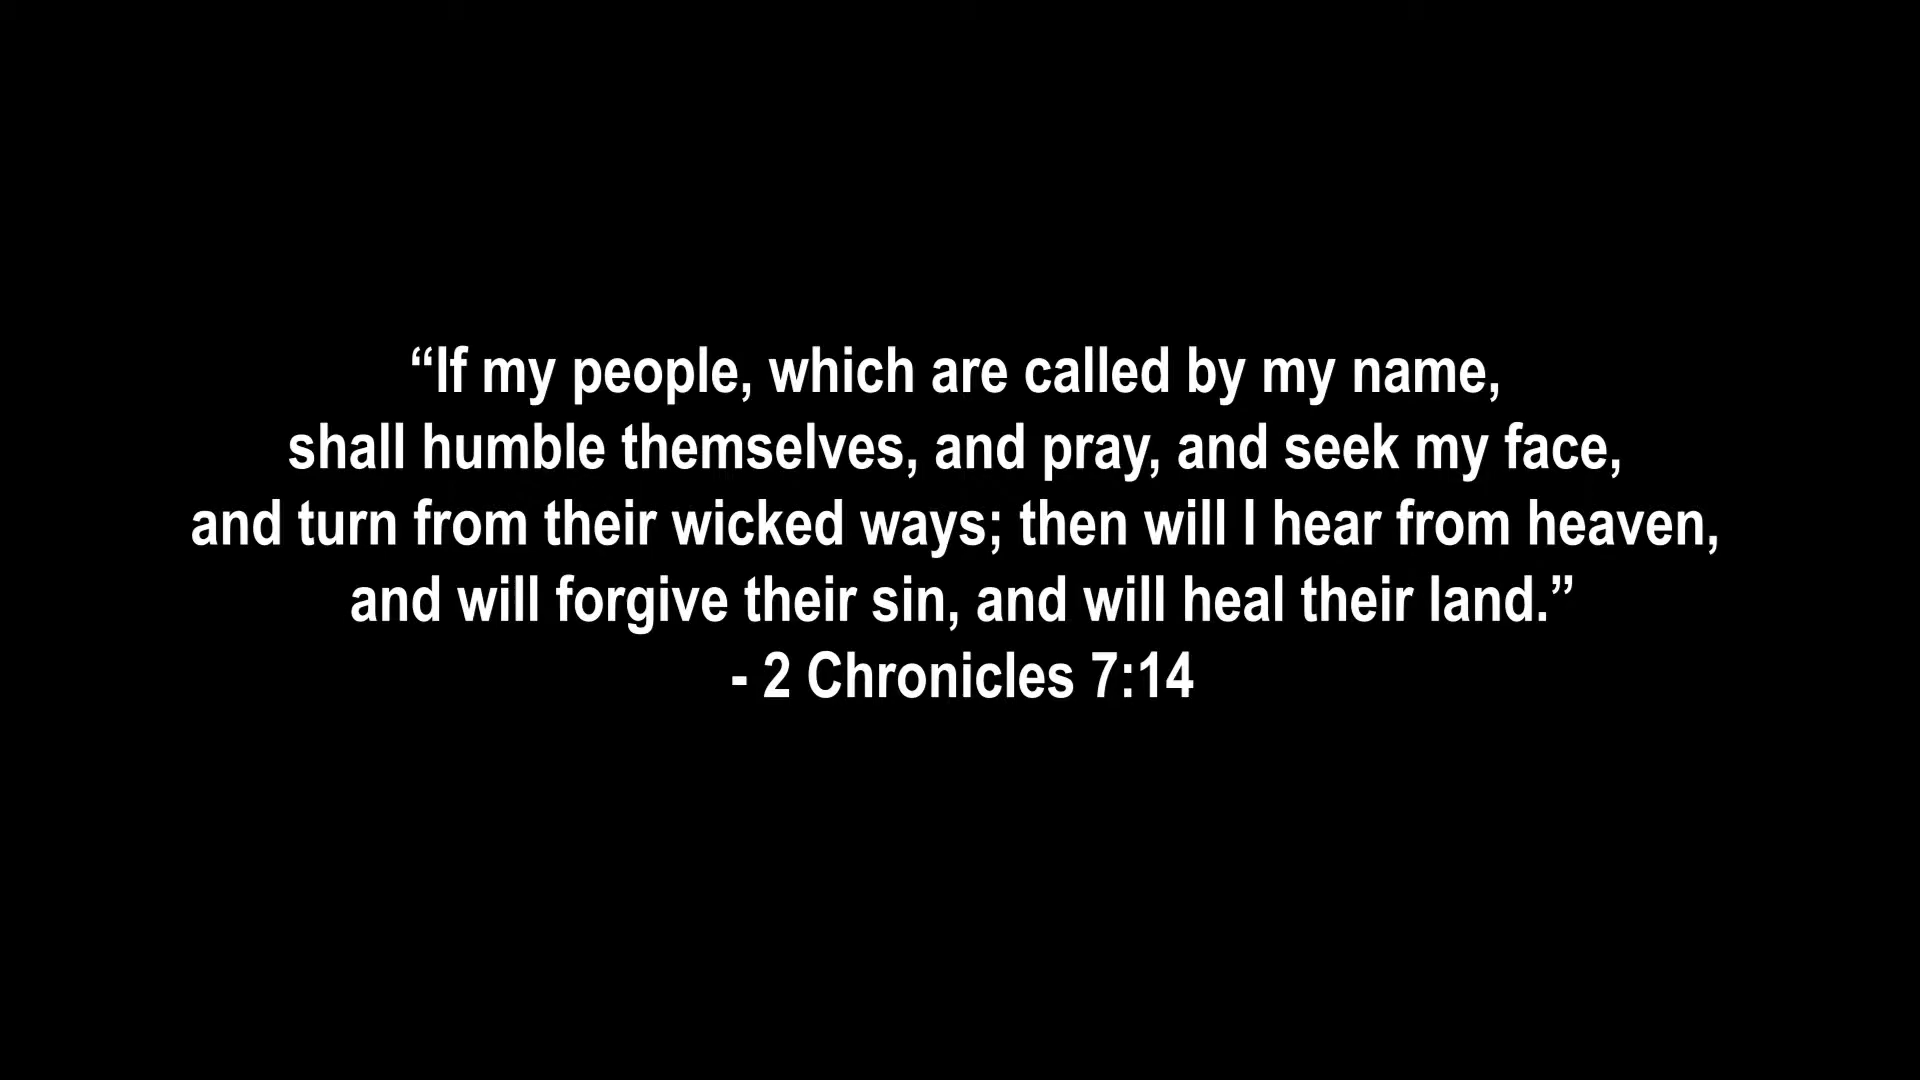 “If my people, which are called by my name,
shall humble themselves, and pray, and seek my face,
and turn from their wicked ways; then will I hear from heaven,
and will forgive their sin, and will heal their land.”
- 2 Chronicles 7:14